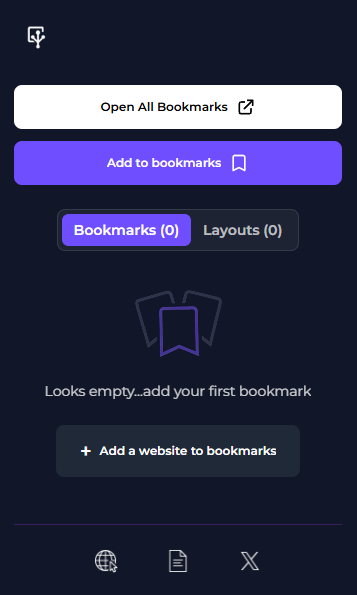 Open All Bookmarks
Add to bookmarks
Bookmarks (0) Layouts (0)
Looks empty...add your first bookmark
+ Add a website to bookmarks